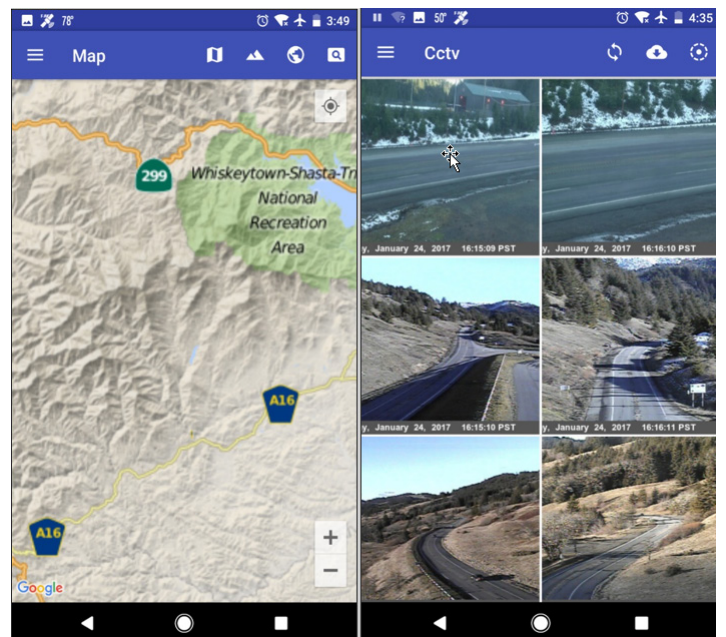 78° 3:49
Map
299
Whiskeytown-Shasta-Tr
National
Recreation
Area
A16
A16
Google
50° 4:35
Cctv
y, January 24, 2017 16:15:09 PST
y, January 24, 2017 16:16:10 PST
y, January 24, 2017 16:15:10 PST
y, January 24, 2017 16:16:11 PST